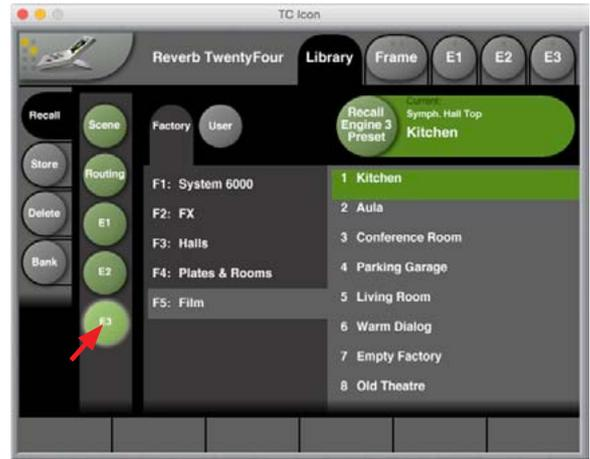 TC Icon
Reverb TwentyFour
Library
Frame
E1
E2
E3
Recall
Store
Delete
Bank
Scene
Routing
E1
E2
E3
Factory
User
Recall Engine 3 Preset
Current:
Symph. Hall Top
Kitchen
F1: System 6000
F2: FX
F3: Halls
F4: Plates & Rooms
F5: Film
1 Kitchen
2 Aula
3 Conference Room
4 Parking Garage
5 Living Room
6 Warm Dialog
7 Empty Factory
8 Old Theatre